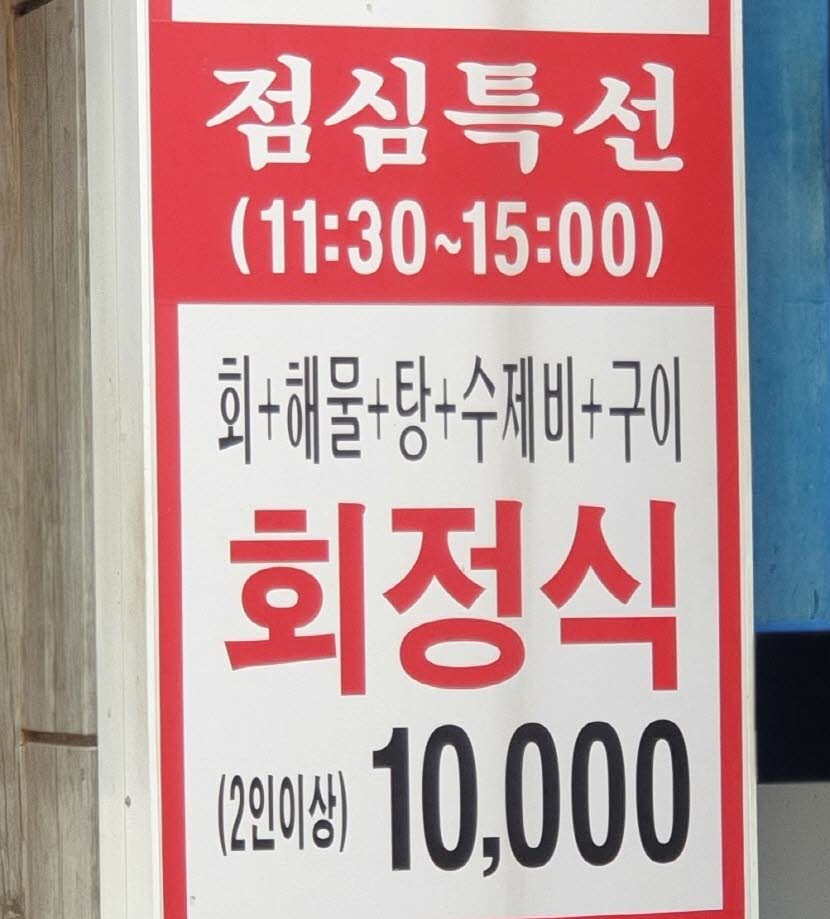 점심특선
(11:30~15:00)
회+해물+탕+수제비+구이
회정식
(2인이상) 10,000